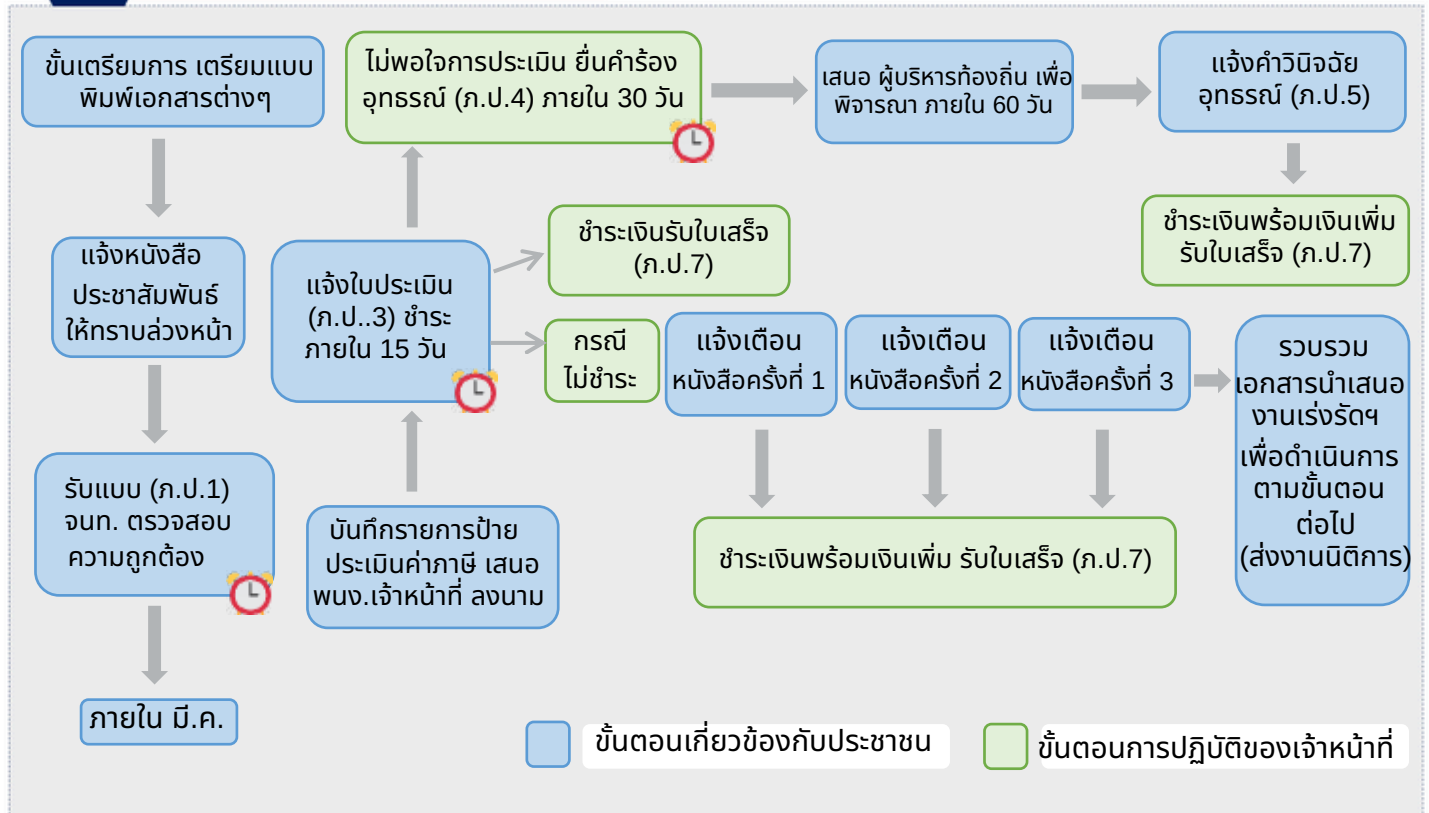 ขั้นเตรียมการ เตรียมแบบ
พิมพ์เอกสารต่างๆ
ไม่พอใจการประเมิน ยื่นคำร้อง
อุทธรณ์ (ภ.ป.4) ภายใน 30 วัน
เสนอ ผู้บริหารท้องถิ่น เพื่อ
พิจารณา ภายใน 60 วัน
แจ้งคำวินิจฉัย
อุทธรณ์ (ภ.ป.5)
แจ้งหนังสือ
ประชาสัมพันธ์
ให้ทราบล่วงหน้า
แจ้งใบประเมิน
(ภ.ป..3) ชำระ
ภายใน 15 วัน
ชำระเงินรับใบเสร็จ
(ภ.ป.7)
ชำระเงินพร้อมเงินเพิ่ม
รับใบเสร็จ (ภ.ป.7)
กรณี
ไม่ชำระ
แจ้งเตือน
หนังสือครั้งที่ 1
แจ้งเตือน
หนังสือครั้งที่ 2
แจ้งเตือน
หนังสือครั้งที่ 3
รวบรวม
เอกสารนำเสนอ
งานเร่งรัดฯ
เพื่อดำเนินการ
ตามขั้นตอน
ต่อไป
(ส่งงานนิติการ)
รับแบบ (ภ.ป.1)
จนท. ตรวจสอบ
ความถูกต้อง
บันทึกรายการป้าย
ประเมินค่าภาษี เสนอ
พนง.เจ้าหน้าที่ ลงนาม
ชำระเงินพร้อมเงินเพิ่ม รับใบเสร็จ (ภ.ป.7)
ภายใน มี.ค.
ขั้นตอนเกี่ยวข้องกับประชาชน
ขั้นตอนการปฏิบัติของเจ้าหน้าที่